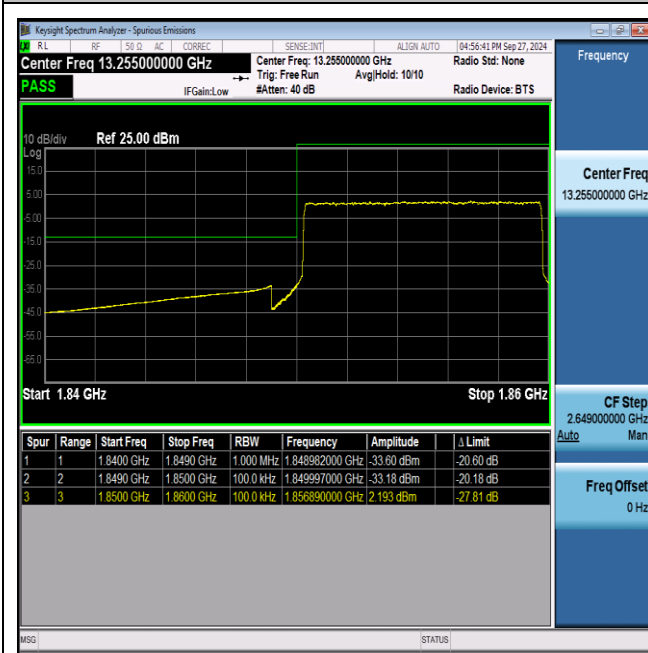 Keysight Spectrum Analyzer - Spurious Emissions
RL RF 50 Ω AC CORREC SENSE:INT ALIGN AUTO 04:56:41 PM Sep 27, 2024
Center Freq 13.255000000 GHz
Center Freq: 13.255000000 GHz
Radio Std: None
Trig: Free Run Avg|Hold: 10/10
PASS
IFGain:Low
#Atten: 40 dB
Radio Device: BTS
10 dB/div Ref 25.00 dBm
Log
15.0
5.00
-5.00
-15.0
-25.0
-35.0
-45.0
-55.0
-65.0
Start 1.84 GHz
Stop 1.86 GHz
Spur Range Start Freq Stop Freq RBW Frequency Amplitude Δ Limit
1 1 1.8400 GHz 1.8490 GHz 1.000 MHz 1.848982000 GHz -33.60 dBm -20.60 dB
2 2 1.8490 GHz 1.8500 GHz 100.0 kHz 1.849997000 GHz -33.18 dBm -20.18 dB
3 3 1.8500 GHz 1.8600 GHz 100.0 kHz 1.856890000 GHz 2.193 dBm -27.81 dB
MSG
STATUS
Frequency
Center Freq
13.255000000 GHz
CF Step
2.649000000 GHz
Auto Man
Freq Offset
0 Hz